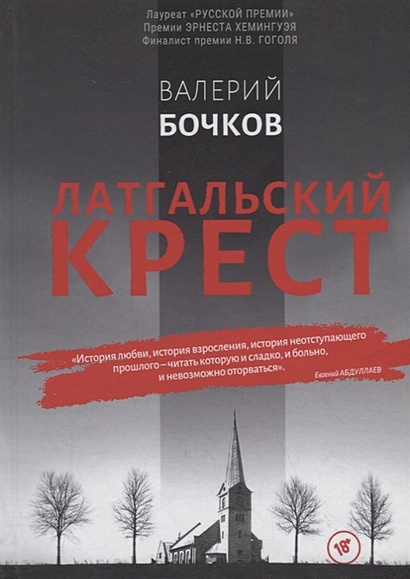 Лауреат «РУССКОЙ ПРЕМИИ»
Премии ЭРНЕСТА ХЕМИНГУЭЯ
Финалист премии Н.В. ГОГОЛЯ
ВАЛЕРИЙ
БОЧКОВ
ЛАТГАЛЬСКИЙ
КРЕСТ
«История любви, история взросления, история неотступающего
прошлого – читать которую и сладко, и больно,
и невозможно оторваться».
Евгений АБДУЛЛАЕВ
18+